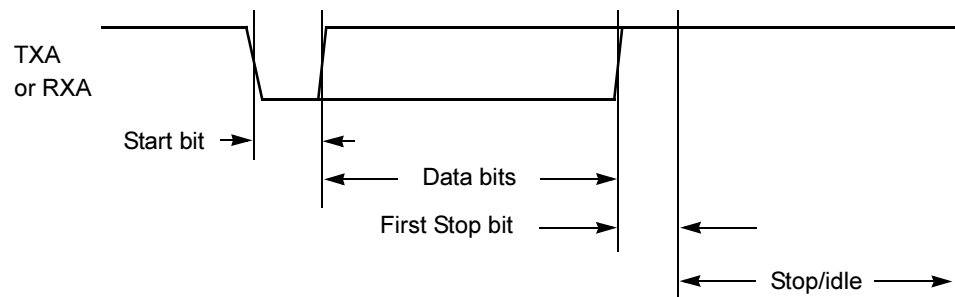 TXA
or RXA
Start bit
Data bits
First Stop bit
Stop/idle